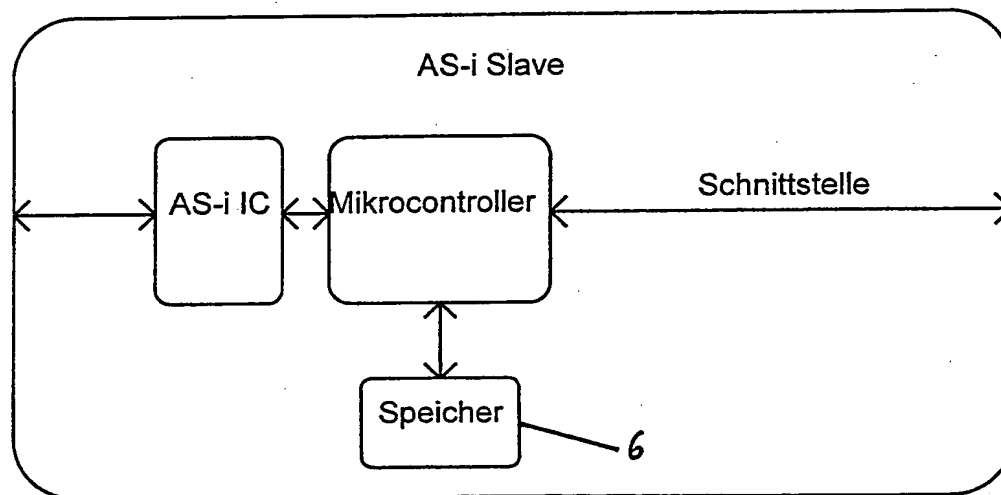 AS-i Slave
AS-i IC
Mikrocontroller
Schnittstelle
Speicher
6